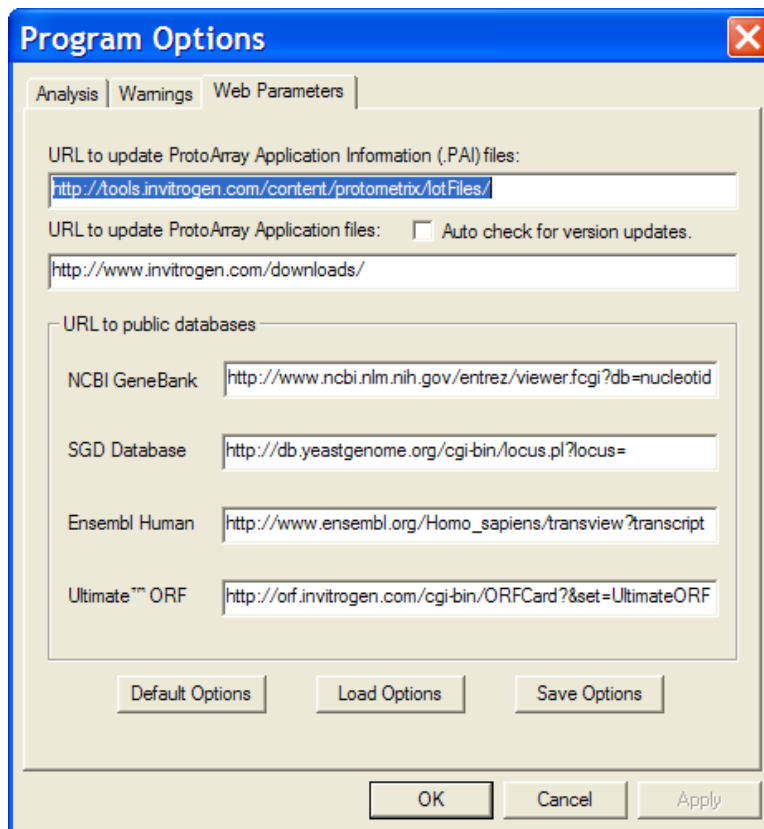 Program Options
Analysis Warnings Web Parameters
URL to update ProtoArray Application Information (.PAI) files:
http://tools.invitrogen.com/content/protometrix/lotFiles/
URL to update ProtoArray Application files: Auto check for version updates.
http://www.invitrogen.com/downloads/
URL to public databases
NCBI GeneBank http://www.ncbi.nlm.nih.gov/entrez/viewer.fcgi?db=nucleotid
SGD Database http://db.yeastgenome.org/cgi-bin/locus.pl?locus=
Ensembl Human http://www.ensembl.org/Homo_sapiens/transview?transcript
Ultimate™ ORF http://orf.invitrogen.com/cgi-bin/ORFCard?&set=UltimateORF
Default Options Load Options Save Options
OK Cancel Apply